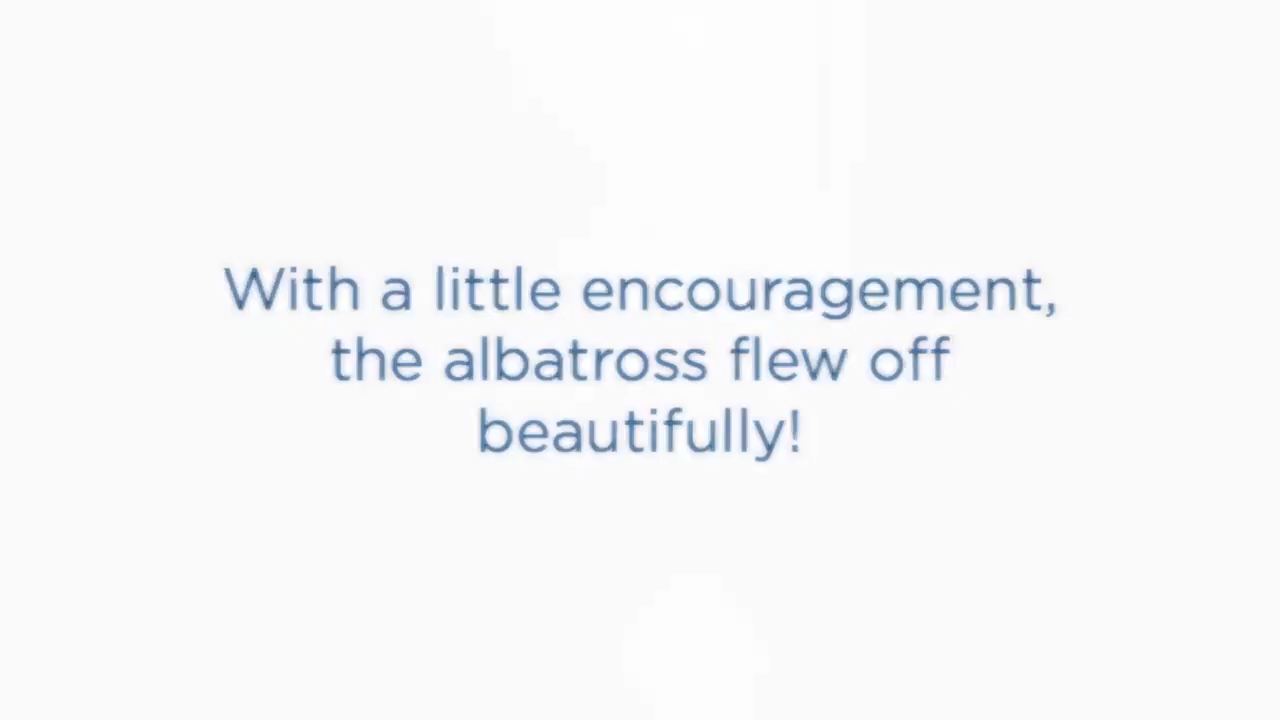 With a little encouragement,
the albatross flew off
beautifully!